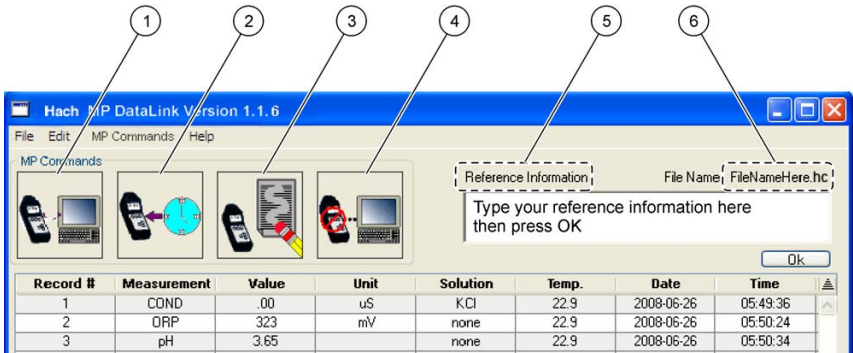 1 2 3 4 5 6
Hach MP DataLink Version 1.1.6
File Edit MP Commands Help
MP Commands
Reference Information File Name FileNameHere.hc
Type your reference information here
then press OK
Ok
Record # Measurement Value Unit Solution Temp. Date Time
1 COND .00 uS KCl 22.9 2008-06-26 05:49:36
2 ORP 323 mV none 22.9 2008-06-26 05:50:24
3 pH 3.65 none 22.9 2008-06-26 05:50:34